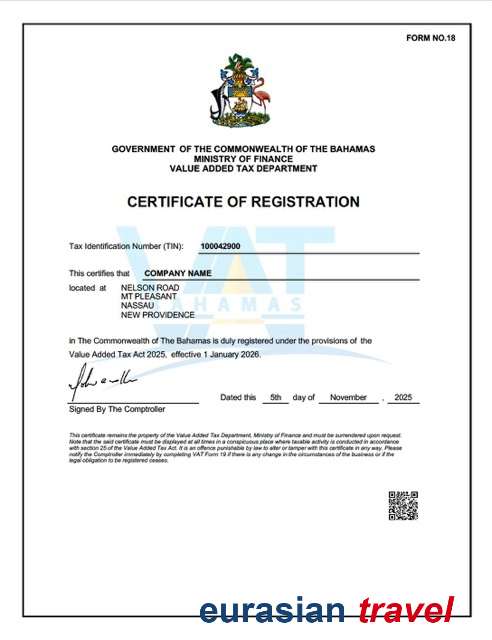 FORM NO.18
GOVERNMENT OF THE COMMONWEALTH OF THE BAHAMAS
MINISTRY OF FINANCE
VALUE ADDED TAX DEPARTMENT
CERTIFICATE OF REGISTRATION
VAT
BAHAMAS
Tax Identification Number (TIN): 100042900
This certifies that COMPANY NAME
located at NELSON ROAD
MT PLEASANT
NASSAU
NEW PROVIDENCE
in The Commonwealth of The Bahamas is duly registered under the provisions of the
Value Added Tax Act 2025, effective 1 January 2026.
Dated this 5th day of November , 2025
Signed By The Comptroller
This certificate remains the property of the Value Added Tax Department, Ministry of Finance and must be surrendered upon request.
Note that the said certificate must be displayed at all times in a conspicuous place where taxable activity is conducted in accordance
with section 25 of the Value Added Tax Act. It is an offence punishable by law to alter or tamper with this certificate in any way. Please
notify the Comptroller immediately by completing VAT Form 19 if there is any change in the circumstances of the business or if the
legal obligation to be registered ceases.
eurasian travel